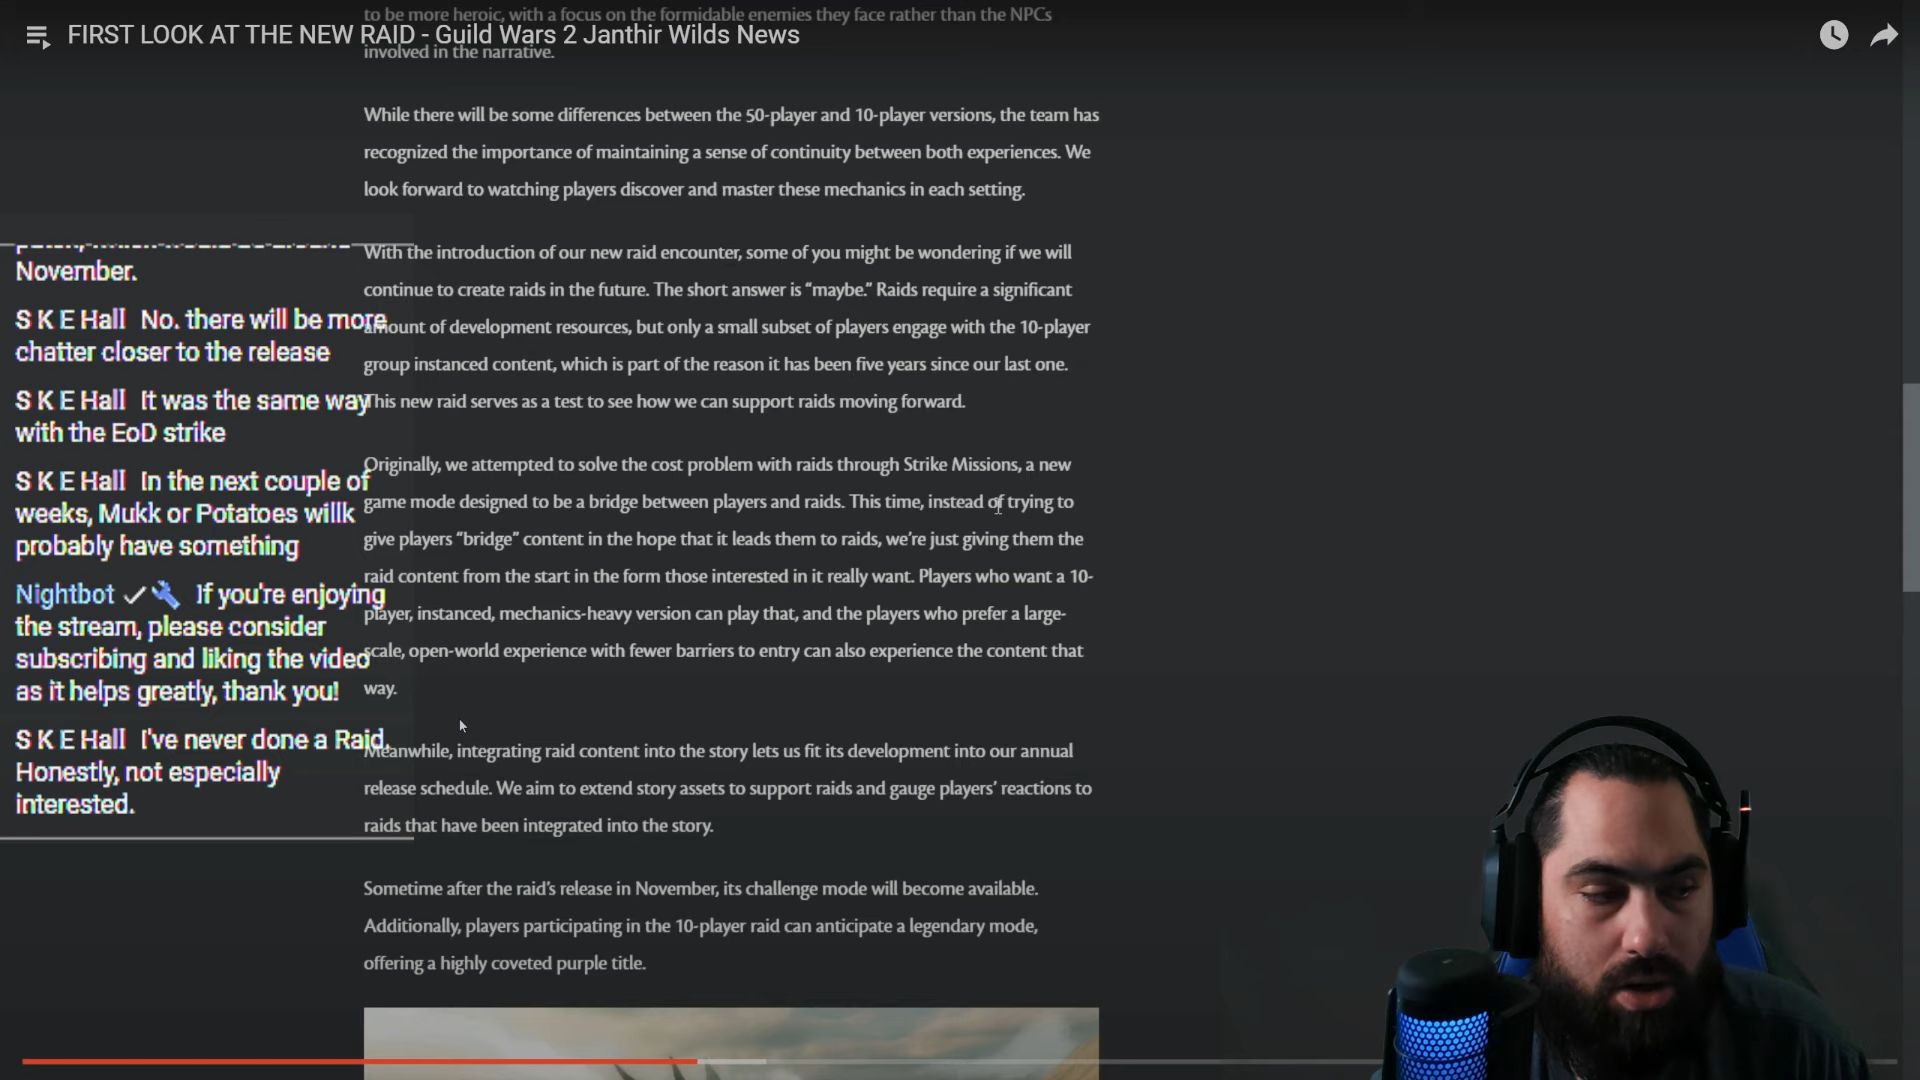 to be more heroic, with a focus on the formidable enemies they face rather than the NPCs
FIRST LOOK AT THE NEW RAID - Guild Wars 2 Janthir Wilds News
involved in the narrative.
While there will be some differences between the 50-player and 10-player versions, the team has
recognized the importance of maintaining a sense of continuity between both experiences. We
look forward to watching players discover and master these mechanics in each setting.
With the introduction of our new raid encounter, some of you might be wondering if we will
continue to create raids in the future. The short answer is “maybe.” Raids require a significant
amount of development resources, but only a small subset of players engage with the 10-player
group instanced content, which is part of the reason it has been five years since our last one.
This new raid serves as a test to see how we can support raids moving forward.
Originally, we attempted to solve the cost problem with raids through Strike Missions, a new
game mode designed to be a bridge between players and raids. This time, instead of trying to
give players “bridge” content in the hope that it leads them to raids, we’re just giving them the
raid content from the start in the form those interested in it really want. Players who want a 10-
player, instanced, mechanics-heavy version can play that, and the players who prefer a large-
scale, open-world experience with fewer barriers to entry can also experience the content that
way.
Meanwhile, integrating raid content into the story lets us fit its development into our annual
release schedule. We aim to extend story assets to support raids and gauge players’ reactions to
raids that have been integrated into the story.
Sometime after the raid’s release in November, its challenge mode will become available.
Additionally, players participating in the 10-player raid can anticipate a legendary mode,
offering a highly coveted purple title.
November.
S K E Hall No. there will be more
chatter closer to the release
S K E Hall It was the same way
with the EoD strike
S K E Hall In the next couple of
weeks, Mukk or Potatoes willk
probably have something
Nightbot If you're enjoying
the stream, please consider
subscribing and liking the video
as it helps greatly, thank you!
S K E Hall I've never done a Raid.
Honestly, not especially
interested.